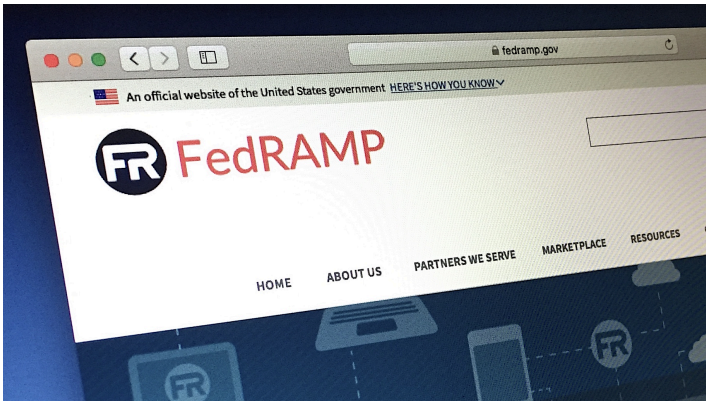 fedramp.gov
An official website of the United States government HERE'S HOW YOU KNOW
FR FedRAMP
HOME ABOUT US PARTNERS WE SERVE MARKETPLACE RESOURCES
FR
FR